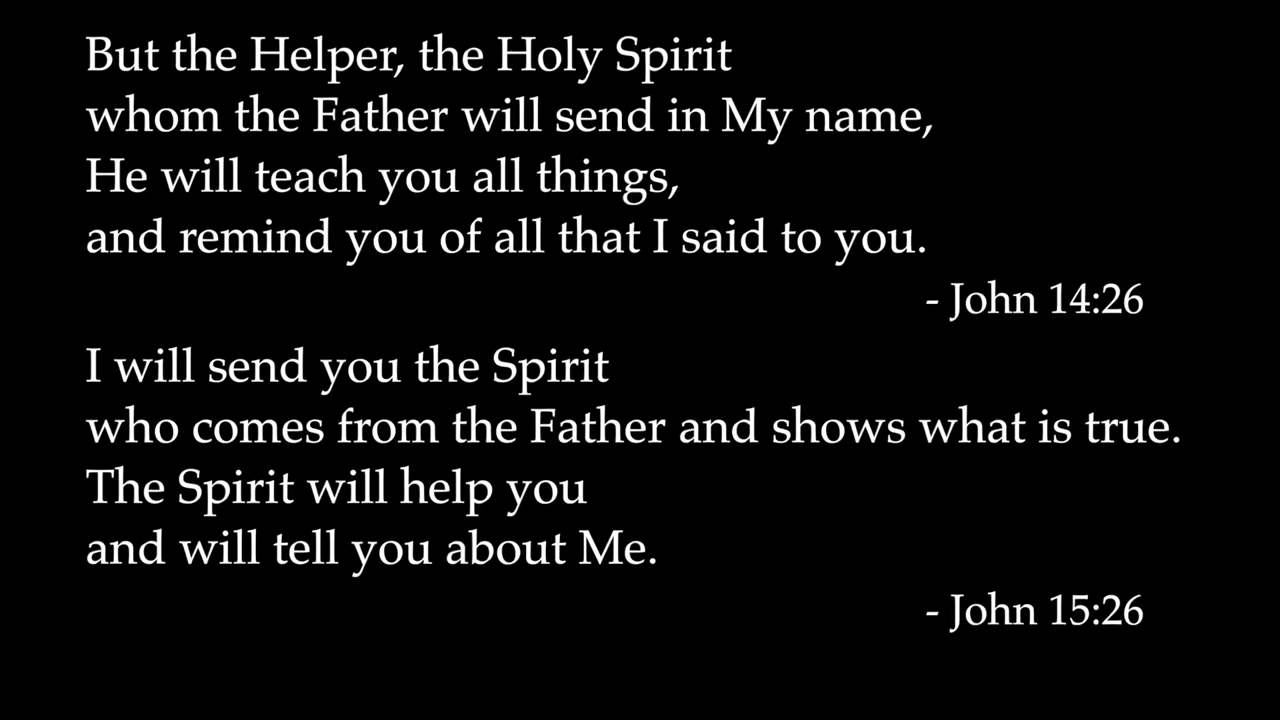 But the Helper, the Holy Spirit
whom the Father will send in My name,
He will teach you all things,
and remind you of all that I said to you.
- John 14:26
I will send you the Spirit
who comes from the Father and shows what is true.
The Spirit will help you
and will tell you about Me.
- John 15:26